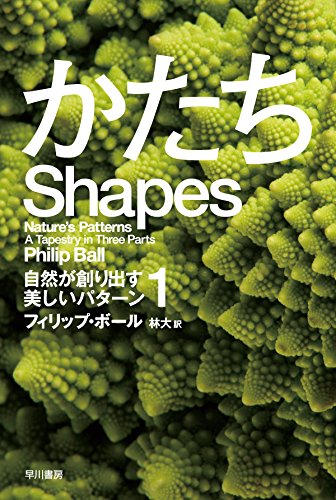 かたち
Shapes
Nature's Patterns
A Tapestry in Three Parts
Philip Ball
自然が創り出す
美しいパターン 1
フィリップ・ボール 林大 訳
早川書房